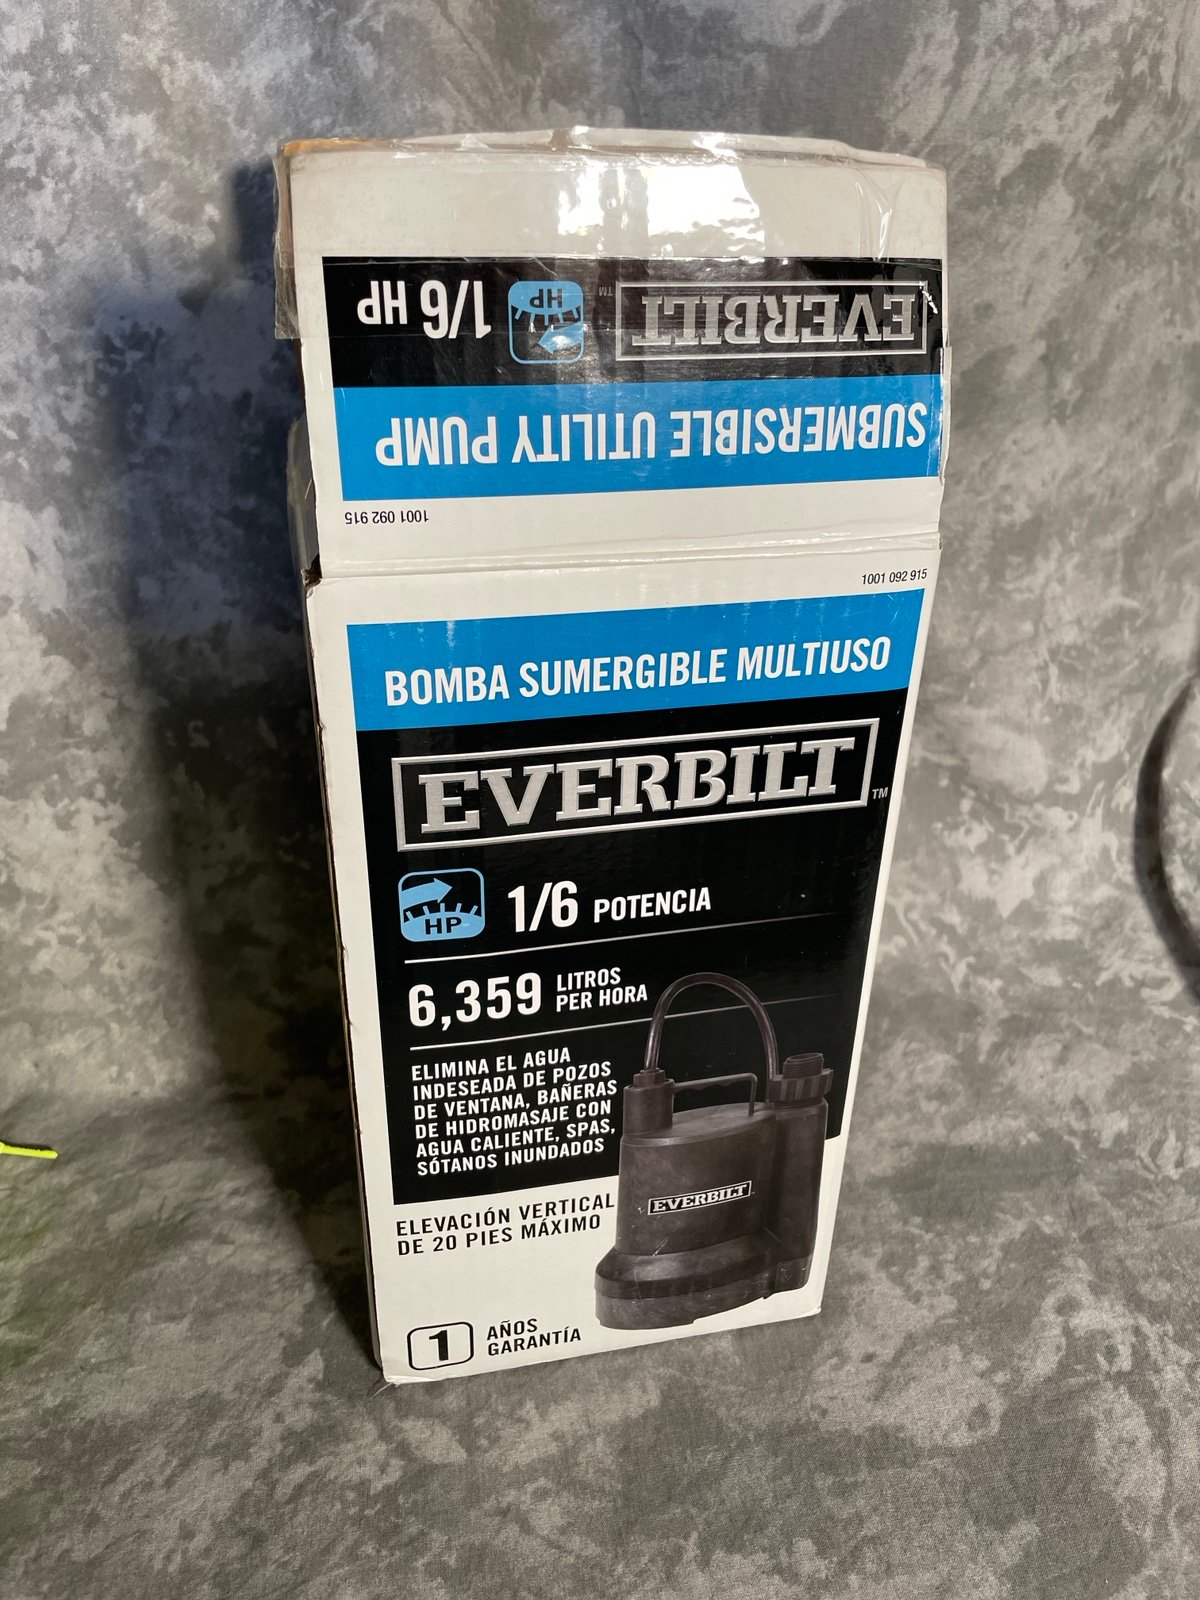 1/6 HP
HP
EVERBILT™
SUBMERSIBLE UTILITY PUMP
1001 092 915
1001 092 915
BOMBA SUMERGIBLE MULTIUSO
EVERBILT™
HP
1/6 POTENCIA
6,359 LITROS
PER HORA
ELIMINA EL AGUA
INDESEADA DE POZOS
DE VENTANA, BAÑERAS
DE HIDROMASAJE CON
AGUA CALIENTE, SPAS,
SÓTANOS INUNDADOS
EVERBILT
ELEVACIÓN VERTICAL
DE 20 PIES MÁXIMO
1 AÑOS
GARANTÍA